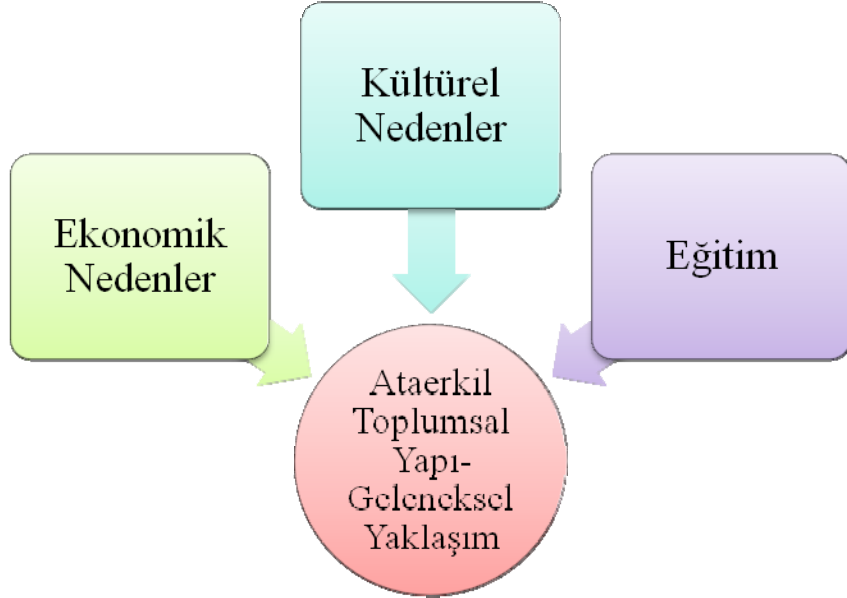 Kültürel
Nedenler
Ekonomik
Nedenler
Eğitim
Ataerkil
Toplumsal
Yapı-
Geleneksel
Yaklaşım